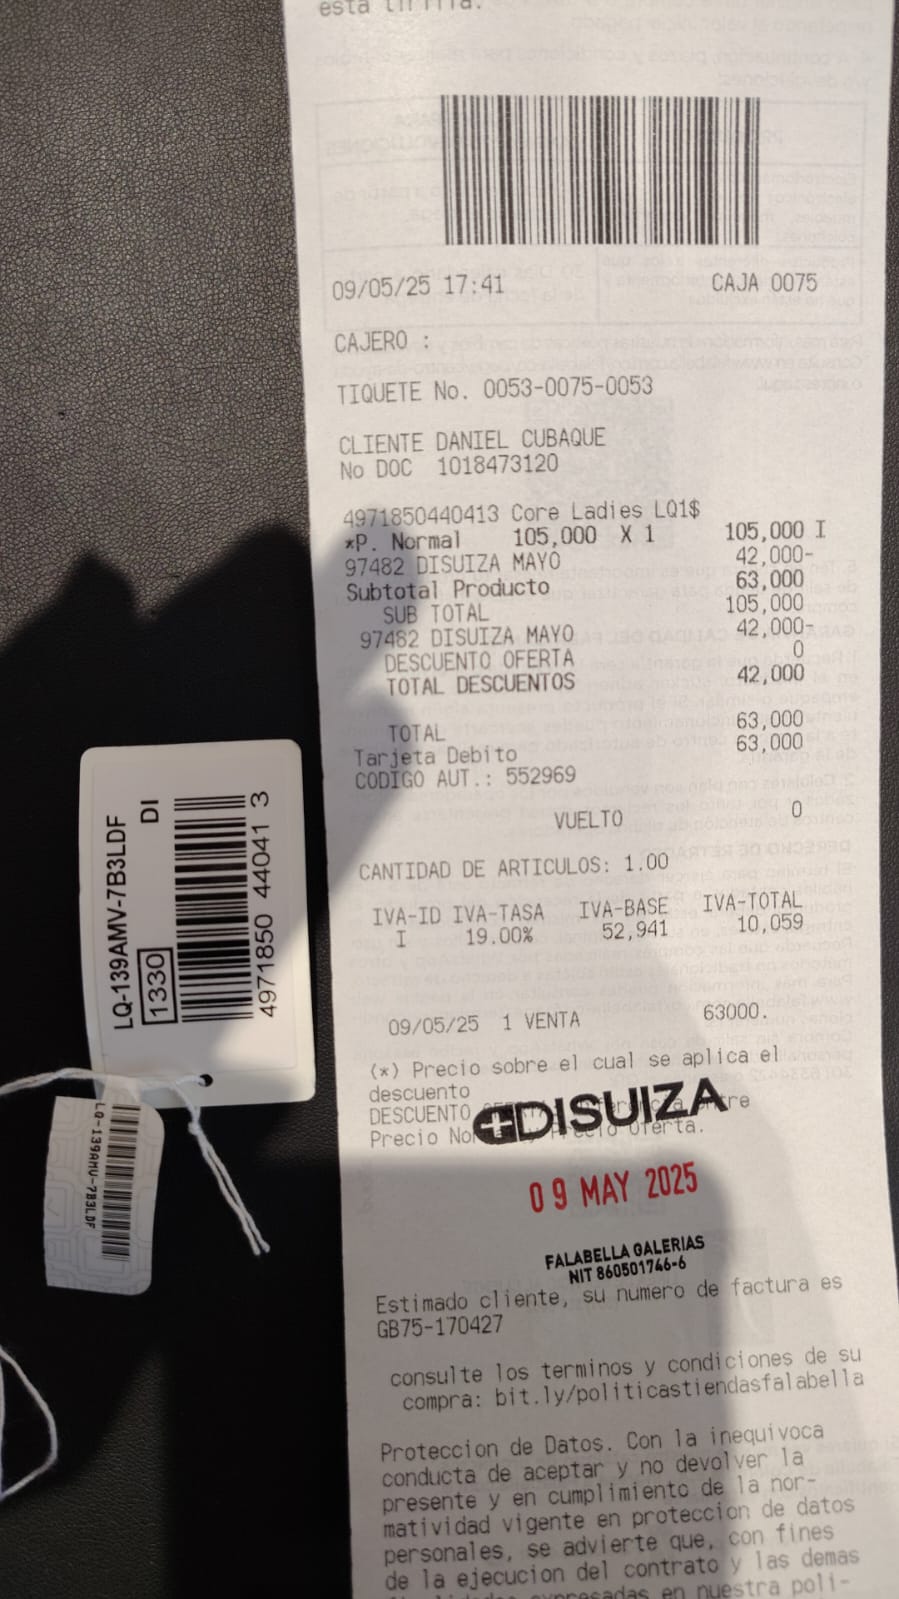 esta tirilla.
09/05/25 17:41 CAJA 0075
CAJERO :
TIQUETE No. 0053-0075-0053
CLIENTE DANIEL CUBAQUE
No DOC 1018473120
4971850440413 Core Ladies LQ1$
*P. Normal 105,000 X 1 105,000 I
97482 DISUIZA MAYO 42,000-
Subtotal Producto 63,000
SUB TOTAL 105,000
97482 DISUIZA MAYO 42,000-
DESCUENTO OFERTA 0
TOTAL DESCUENTOS 42,000
TOTAL 63,000
Tarjeta Debito 63,000
CODIGO AUT.: 552969
VUELTO 0
CANTIDAD DE ARTICULOS: 1.00
IVA-ID IVA-TASA IVA-BASE IVA-TOTAL
I 19.00% 52,941 10,059
09/05/25 1 VENTA 63000.
(*) Precio sobre el cual se aplica el
descuento
DESCUENTO entre
Precio Precio Oferta.
DISUIZA
09 MAY 2025
FALABELLA GALERIAS
NIT 860501746-6
Estimado cliente, su numero de factura es
GB75-170427
consulte los terminos y condiciones de su
compra: bit.ly/politicastiendasfalabella
Proteccion de Datos. Con la inequivoca
conducta de aceptar y no devolver la
presente y en cumplimiento de la nor-
matividad vigente en proteccion de datos
personales, se advierte que, con fines
de la ejecucion del contrato y las demas
expresadas en nuestra poli-
LQ-139AMV-7B3LDF
1330 DI
4971850 44041 3
LQ-139AMV-7B3LDF